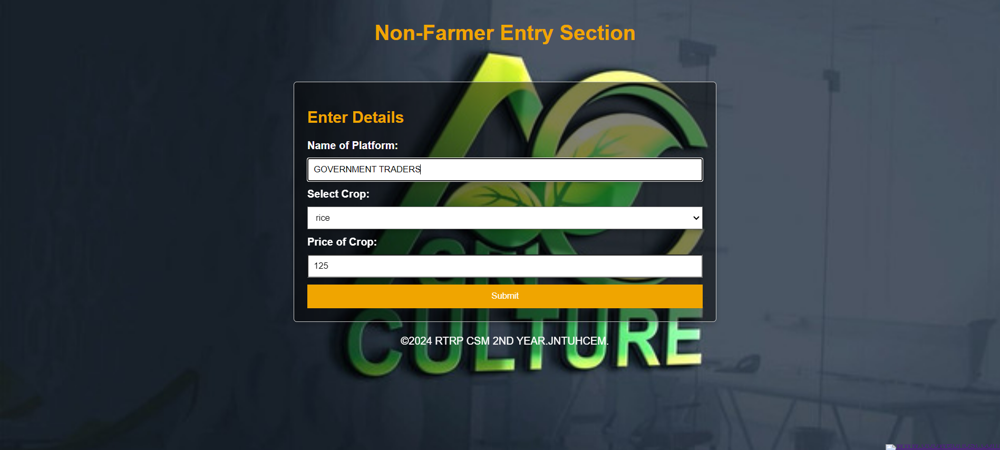 Non-Farmer Entry Section
Enter Details
Name of Platform:
GOVERNMENT TRADERS
Select Crop:
rice
Price of Crop:
125
Submit
CULTURE
©2024 RTRP CSM 2ND YEAR.JNTUHCEM.